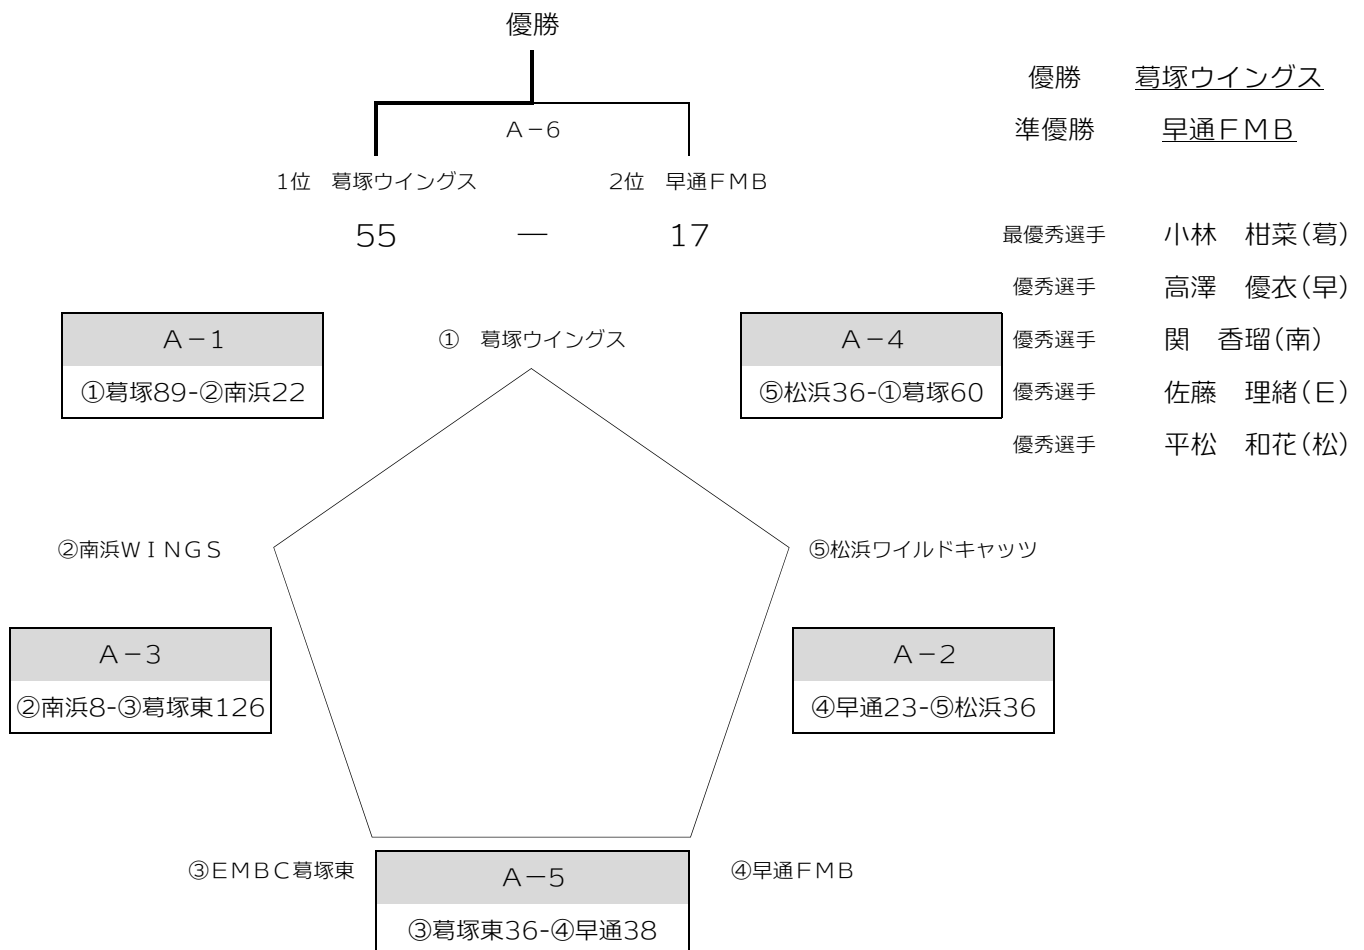 優勝
優勝　葛塚ウイングス
A－6
準優勝　早通FMB
1位　葛塚ウイングス　2位　早通FMB
55　―　17
最優秀選手　小林　柑菜(葛)
優秀選手　高澤　優衣(早)
A－1
①　葛塚ウイングス
A－4
優秀選手　関　香瑠(南)
①葛塚89-②南浜22
⑤松浜36-①葛塚60
優秀選手　佐藤　理緒(E)
優秀選手　平松　和花(松)
②南浜WINGS
⑤松浜ワイルドキャッツ
A－3
A－2
②南浜8-③葛塚東126
④早通23-⑤松浜36
③EMBC葛塚東
A－5
④早通FMB
③葛塚東36-④早通38